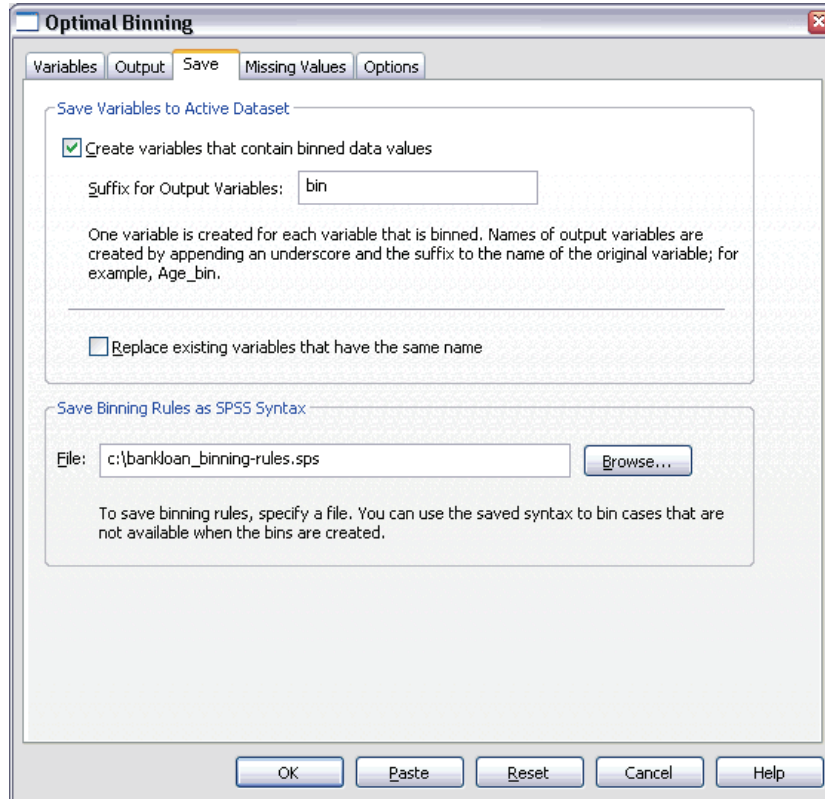 Optimal Binning
Variables Output Save Missing Values Options
Save Variables to Active Dataset
Create variables that contain binned data values
Suffix for Output Variables: bin
One variable is created for each variable that is binned. Names of output variables are
created by appending an underscore and the suffix to the name of the original variable; for
example, Age_bin.
Replace existing variables that have the same name
Save Binning Rules as SPSS Syntax
File: c:\bankloan_binning-rules.sps Browse...
To save binning rules, specify a file. You can use the saved syntax to bin cases that are
not available when the bins are created.
OK Paste Reset Cancel Help